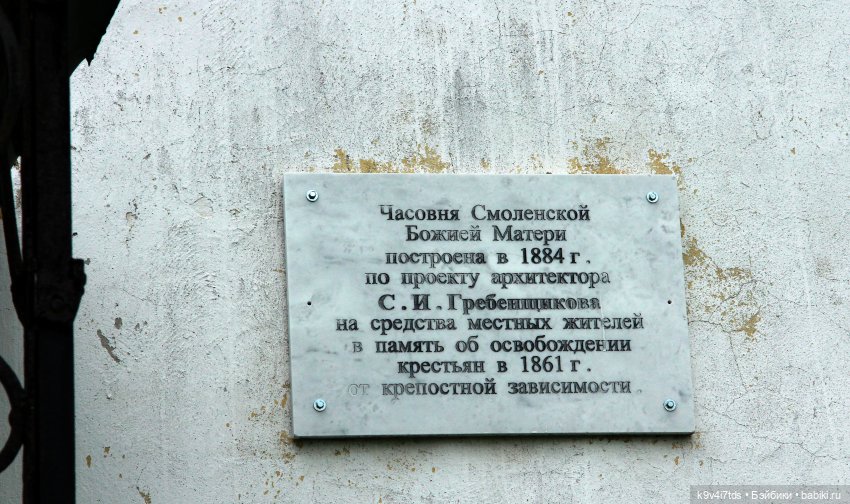 Часовня Смоленской
Божией Матери
построена в 1884 г.
по проекту архитектора
С.И.Гребенщикова
на средства местных жителей
в память об освобождении
крестьян в 1861 г.
от крепостной зависимости.
k9v4l7tds • Бэйбики • babiki.ru